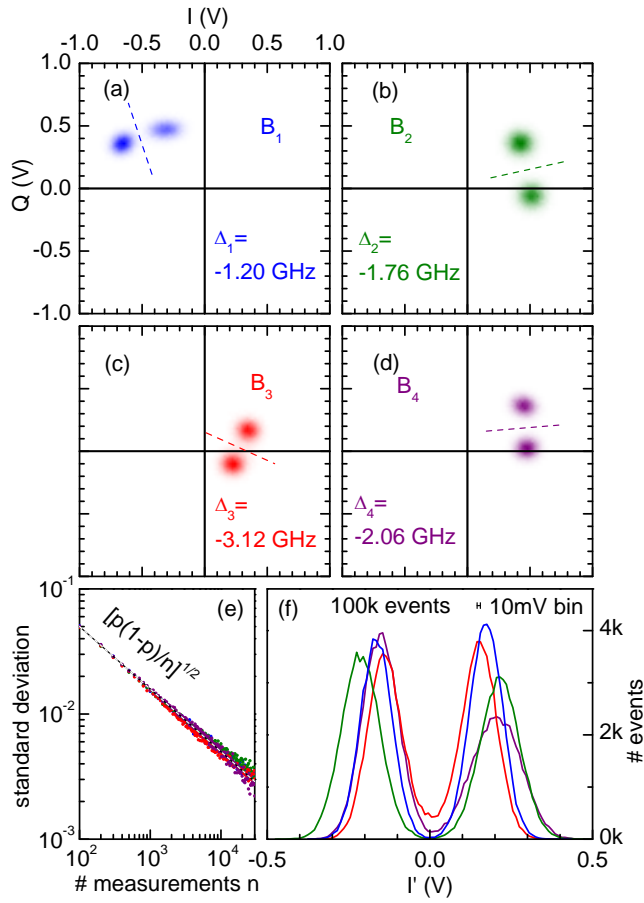 I (V)
-1.0 -0.5 0.0 0.5 1.0
1.0
0.5
0.0
-0.5
-1.0
Q (V)
(a)
B1
Δ1=
-1.20 GHz
(b)
B2
Δ2=
-1.76 GHz
(c)
B3
Δ3=
-3.12 GHz
(d)
B4
Δ4=
-2.06 GHz
(e)
[p(1-p)/n]1/2
10-1
10-2
10-3
standard deviation
102 103 104
# measurements n
(f)
100k events
10mV bin
4k
2k
0k
# events
-0.5 0.0 0.5
I' (V)